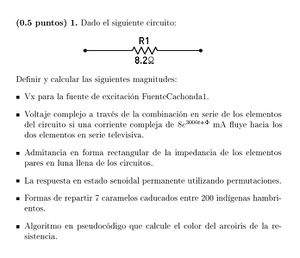 (0.5 puntos) 1. Dado el siguiente circuito:
R1
8.2Ω
Definir y calcular las siguientes magnitudes:
▪ Vx para la fuente de excitación FuenteCachonda1.
▪ Voltaje complejo a través de la combinación en serie de los elementos
del circuito si una corriente compleja de 8e^3000t+Φ mA fluye hacia los
dos elementos en serie televisiva.
▪ Admitancia en forma rectangular de la impedancia de los elementos
pares en luna llena de los circuitos.
▪ La respuesta en estado senoidal permanente utilizando permutaciones.
▪ Formas de repartir 7 caramelos caducados entre 200 indígenas hambri-
entos.
▪ Algoritmo en pseudocódigo que calcule el color del arcoiris de la re-
sistencia.